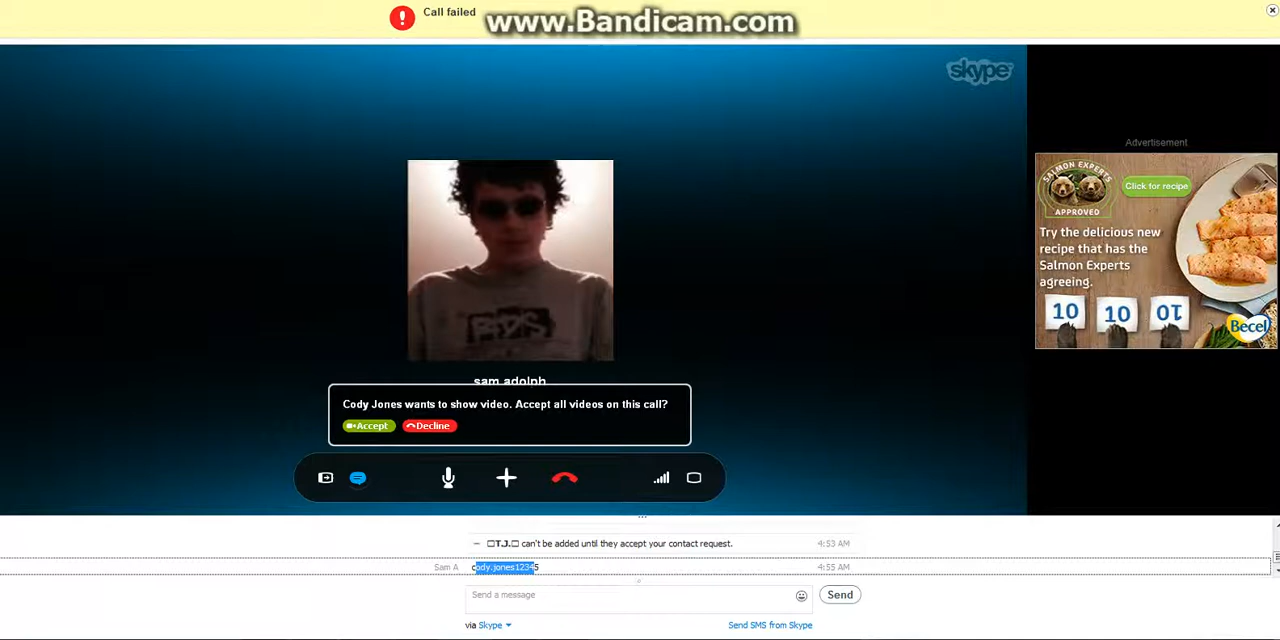 Call failed
www.Bandicam.com
skype
Advertisement
SALMON EXPERTS
APPROVED
Click for recipe
Try the delicious new
recipe that has the
Salmon Experts
agreeing.
10 10 10
Becel
sam adolph
Cody Jones wants to show video. Accept all videos on this call?
Accept Decline
T.J. can't be added until they accept your contact request. 4:53 AM
Sam A cody.jones12345 4:55 AM
Send a message Send
via Skype Send SMS from Skype